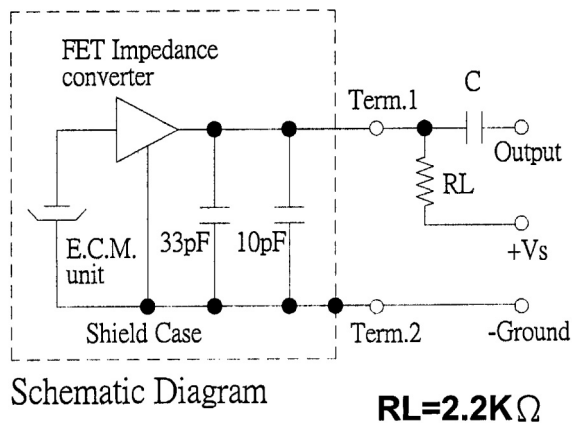 FET Impedance
converter
Term.1
C
Output
RL
+Vs
E.C.M.
unit
33pF
10pF
Shield Case
Term.2
-Ground
Schematic Diagram
RL=2.2KΩ